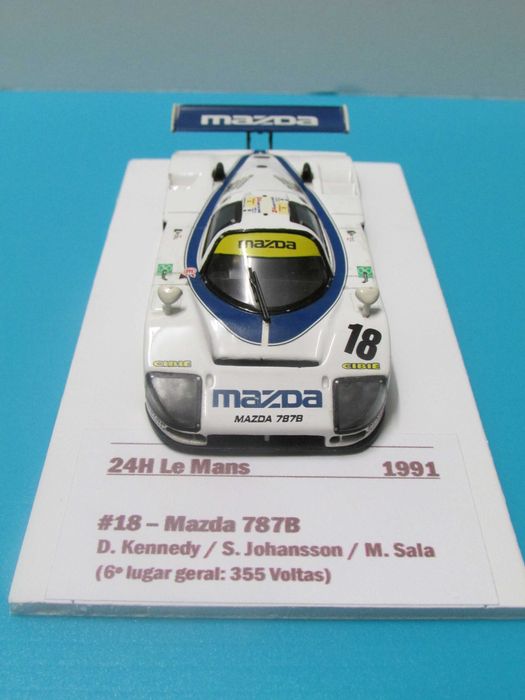 mazda
mazda
18
CIBIE
CIBIE
mazda
MAZDA 787B
24H Le Mans 1991
#18 – Mazda 787B
D. Kennedy / S. Johansson / M. Sala
(6º lugar geral: 355 Voltas)